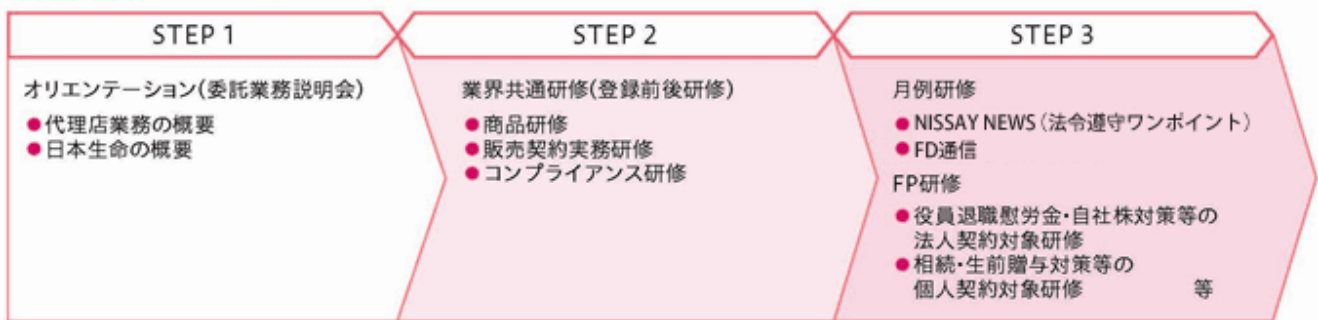 STEP 1
オリエンテーション(委託業務説明会)
●代理店業務の概要
●日本生命の概要
STEP 2
業界共通研修(登録前後研修)
●商品研修
●販売契約実務研修
●コンプライアンス研修
STEP 3
月例研修
●NISSAY NEWS(法令遵守ワンポイント)
●FD通信
FP研修
●役員退職慰労金・自社株対策等の
法人契約対象研修
●相続・生前贈与対策等の
個人契約対象研修 等